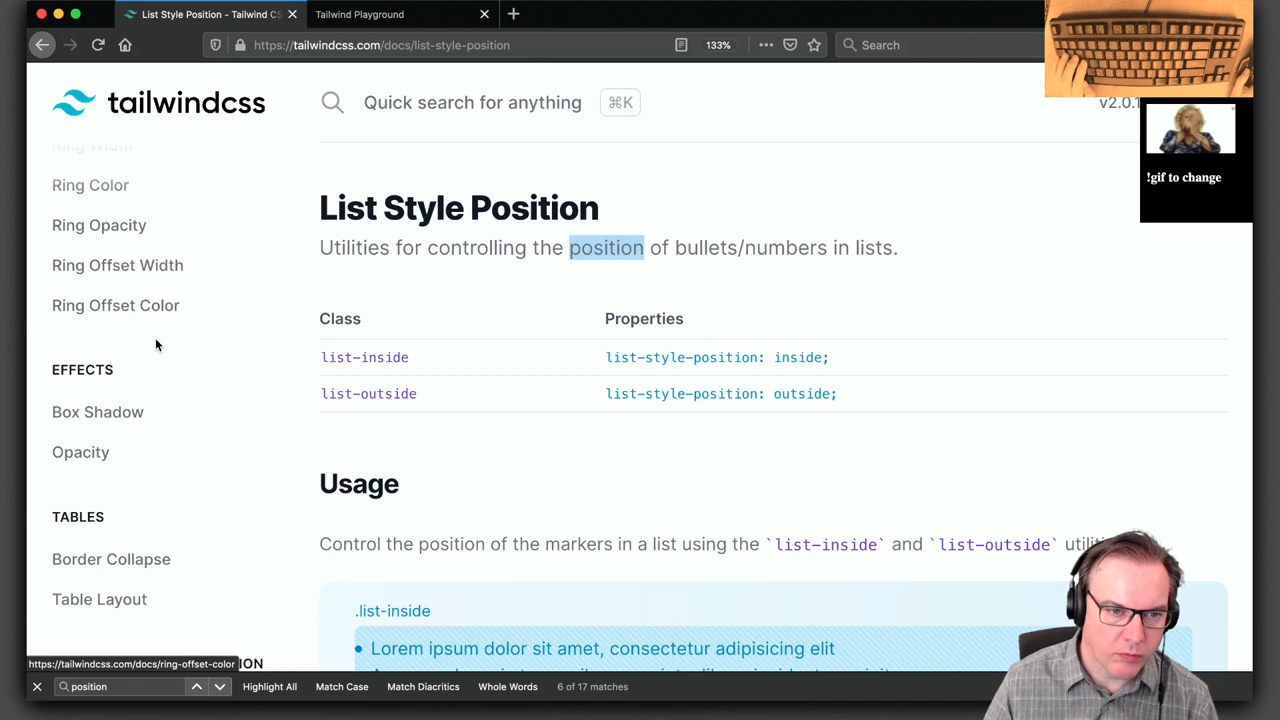 List Style Position - Tailwind CS
Tailwind Playground
https://tailwindcss.com/docs/list-style-position
133%
Search
tailwindcss
Quick search for anything
⌘K
v2.0.1
Ring Width
Ring Color
Ring Opacity
Ring Offset Width
Ring Offset Color
EFFECTS
Box Shadow
Opacity
TABLES
Border Collapse
Table Layout
ION
List Style Position
Utilities for controlling the position of bullets/numbers in lists.
Class Properties
list-inside list-style-position: inside;
list-outside list-style-position: outside;
Usage
Control the position of the markers in a list using the `list-inside` and `list-outside` utili
.list-inside
• Lorem ipsum dolor sit amet, consectetur adipisicing elit
!gif to change
https://tailwindcss.com/docs/ring-offset-color
position
Highlight All
Match Case
Match Diacritics
Whole Words
6 of 17 matches